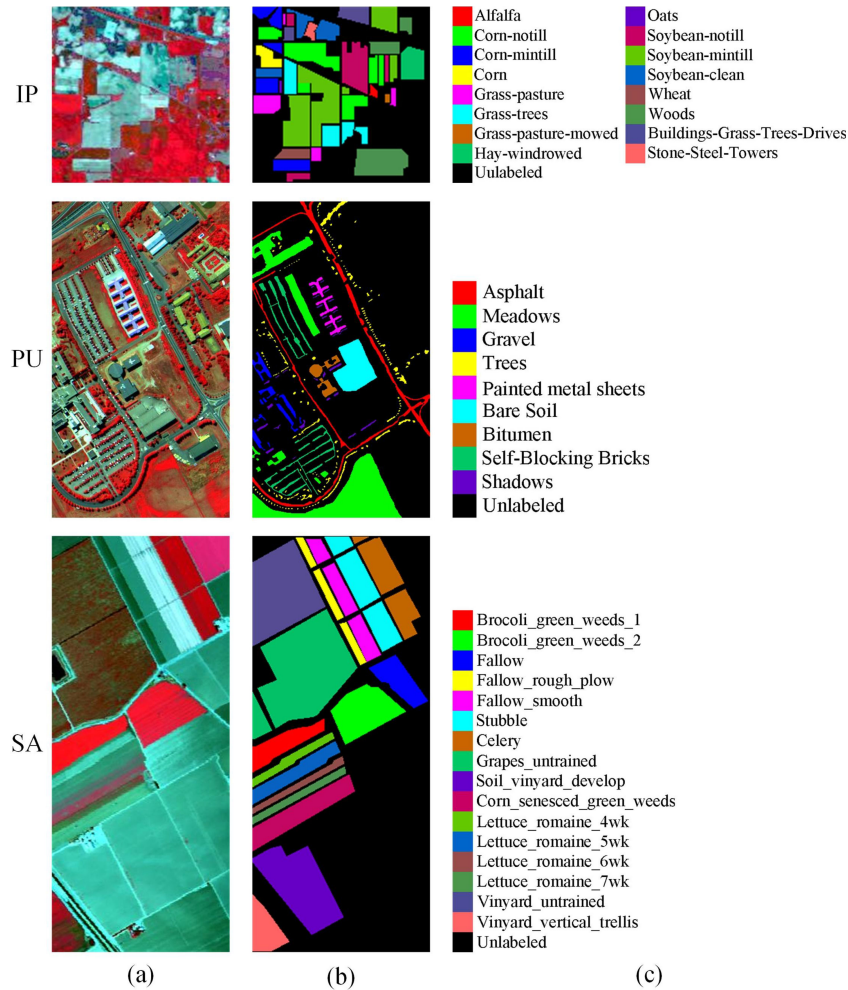 IP
Alfalfa
Corn-notill
Corn-mintill
Corn
Grass-pasture
Grass-trees
Grass-pasture-mowed
Hay-windrowed
Uulabeled
Oats
Soybean-notill
Soybean-mintill
Soybean-clean
Wheat
Woods
Buildings-Grass-Trees-Drives
Stone-Steel-Towers
PU
Asphalt
Meadows
Gravel
Trees
Painted metal sheets
Bare Soil
Bitumen
Self-Blocking Bricks
Shadows
Unlabeled
SA
Brocoli_green_weeds_1
Brocoli_green_weeds_2
Fallow
Fallow_rough_plow
Fallow_smooth
Stubble
Celery
Grapes_untrained
Soil_vinyard_develop
Corn_senesced_green_weeds
Lettuce_romaine_4wk
Lettuce_romaine_5wk
Lettuce_romaine_6wk
Lettuce_romaine_7wk
Vinyard_untrained
Vinyard_vertical_trellis
Unlabeled
(a) (b) (c)